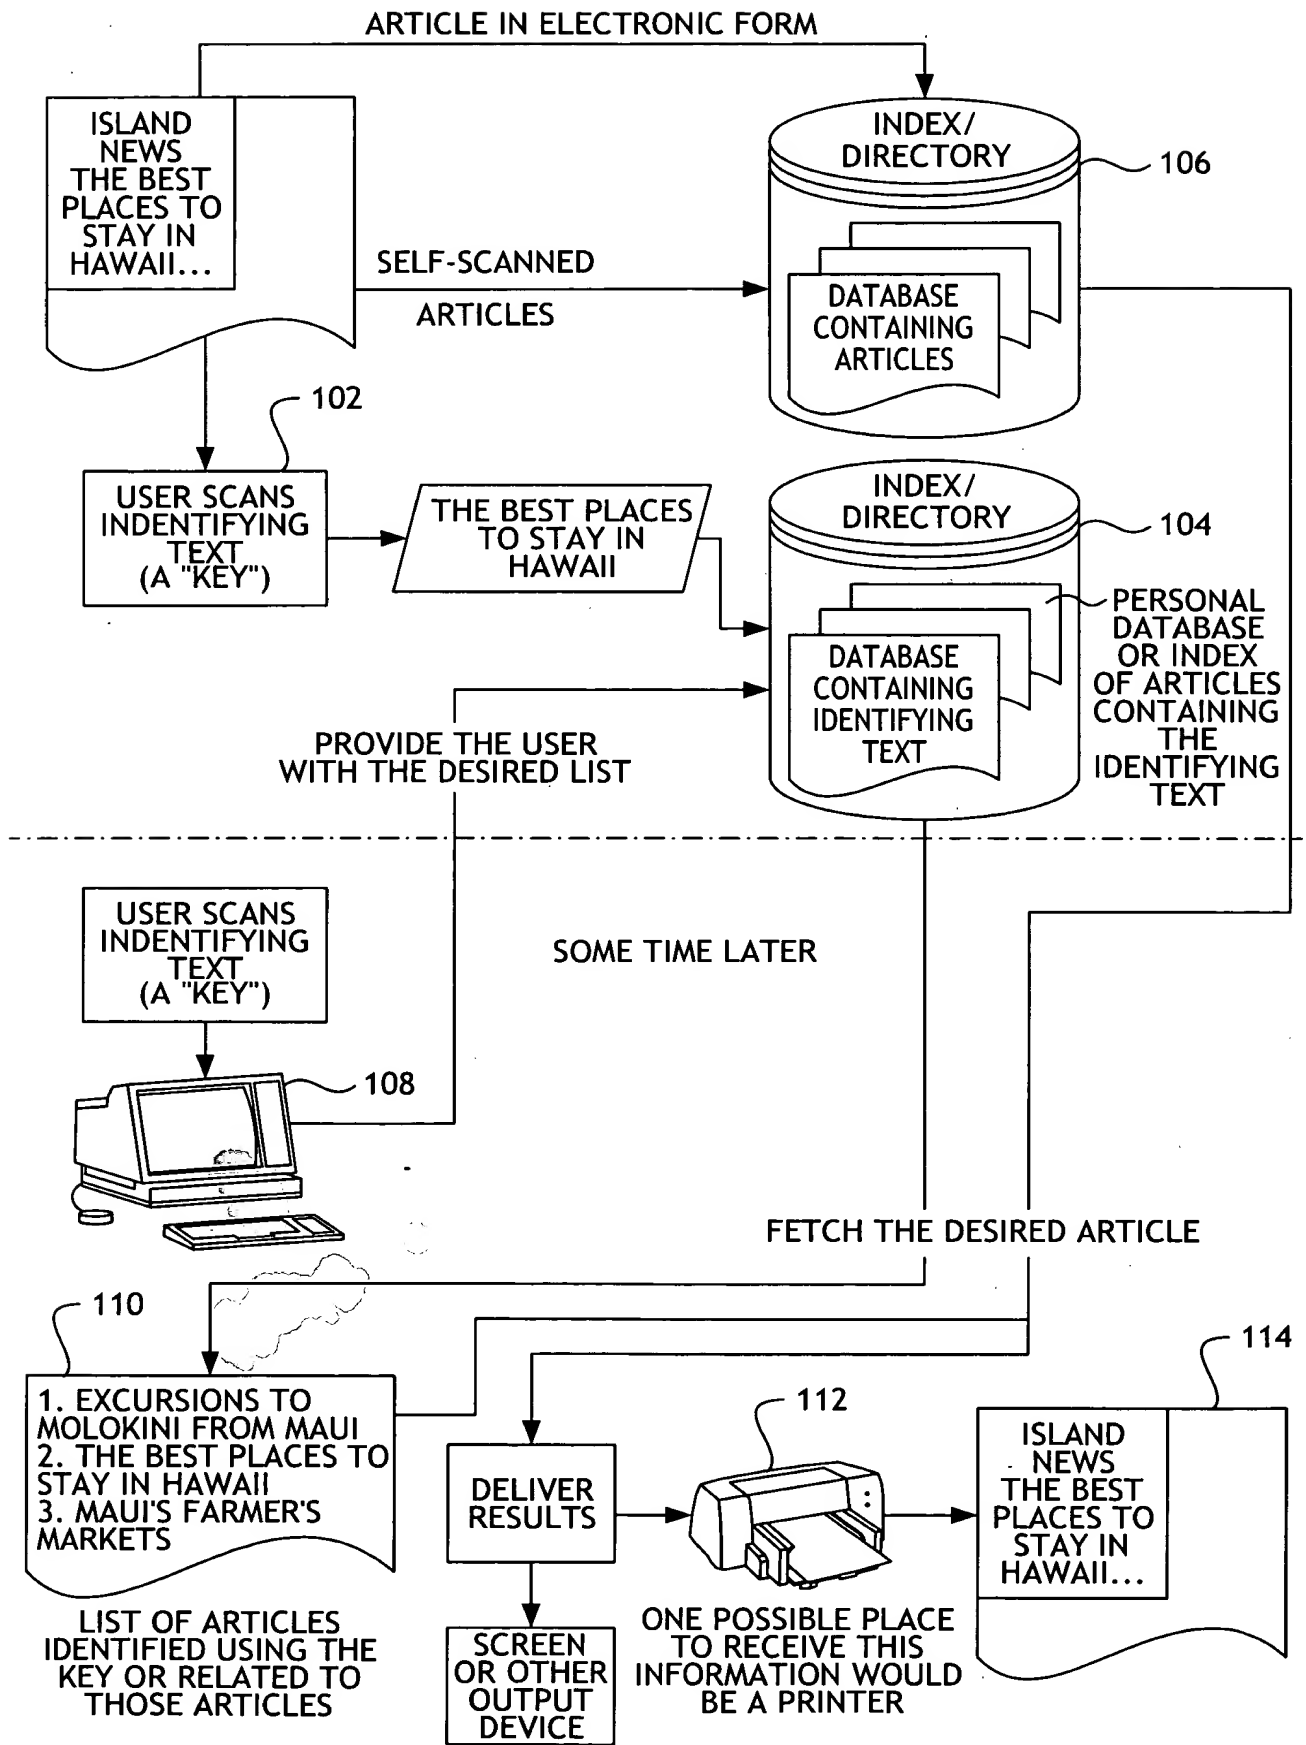 ARTICLE IN ELECTRONIC FORM
ISLAND
NEWS
THE BEST
PLACES TO
STAY IN
HAWAII...
INDEX/
DIRECTORY
106
SELF-SCANNED
ARTICLES
DATABASE
CONTAINING
ARTICLES
102
USER SCANS
INDENTIFYING
TEXT
(A "KEY")
THE BEST PLACES
TO STAY IN
HAWAII
INDEX/
DIRECTORY
104
DATABASE
CONTAINING
IDENTIFYING
TEXT
PERSONAL
DATABASE
OR INDEX
OF ARTICLES
CONTAINING
THE
IDENTIFYING
TEXT
PROVIDE THE USER
WITH THE DESIRED LIST
USER SCANS
INDENTIFYING
TEXT
(A "KEY")
SOME TIME LATER
108
FETCH THE DESIRED ARTICLE
110
1. EXCURSIONS TO
MOLOKINI FROM MAUI
2. THE BEST PLACES TO
STAY IN HAWAII
3. MAUI'S FARMER'S
MARKETS
LIST OF ARTICLES
IDENTIFIED USING THE
KEY OR RELATED TO
THOSE ARTICLES
DELIVER
RESULTS
SCREEN
OR OTHER
OUTPUT
DEVICE
112
ONE POSSIBLE PLACE
TO RECEIVE THIS
INFORMATION WOULD
BE A PRINTER
114
ISLAND
NEWS
THE BEST
PLACES TO
STAY IN
HAWAII...